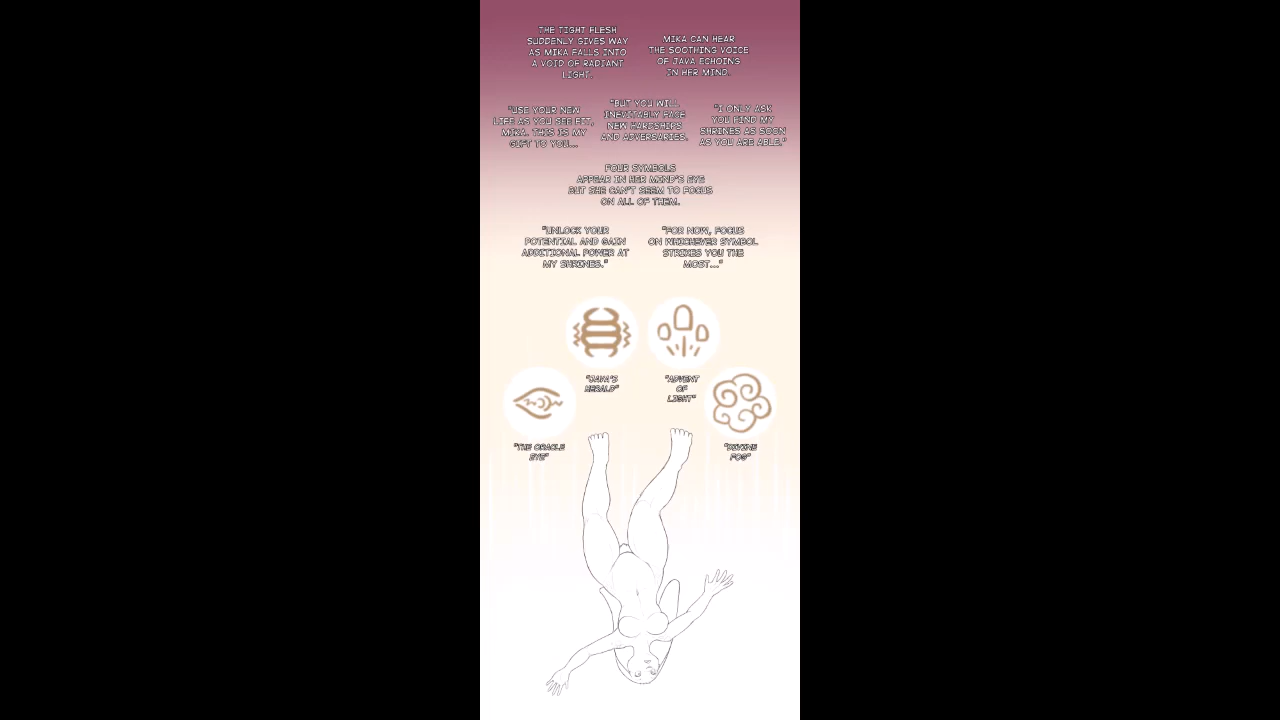 THE TIGHT FLESH
SUDDENLY GIVES WAY
AS MIKA FALLS INTO
A VOID OF RADIANT
LIGHT.
MIKA CAN HEAR
THE SOOTHING VOICE
OF JAVA ECHOING
IN HER MIND.
"USE YOUR NEW
LIFE AS YOU SEE FIT,
MIKA. THIS IS MY
GIFT TO YOU...
"BUT YOU WILL
INEVITABLY FACE
NEW HARDSHIPS
AND ADVERSARIES.
"I ONLY ASK
YOU FIND MY
SHRINES AS SOON
AS YOU ARE ABLE."
FOUR SYMBOLS
APPEAR IN HER MIND'S EYE
BUT SHE CAN'T SEEM TO FOCUS
ON ALL OF THEM.
"UNLOCK YOUR
POTENTIAL AND GAIN
ADDITIONAL POWER AT
MY SHRINES."
"FOR NOW, FOCUS
ON WHICHEVER SYMBOL
STRIKES YOU THE
MOST..."
"JAVA'S
HERALD"
"ADVENT
OF
LIGHT"
"THE ORACLE
EYE"
"DIVINE
FOG"